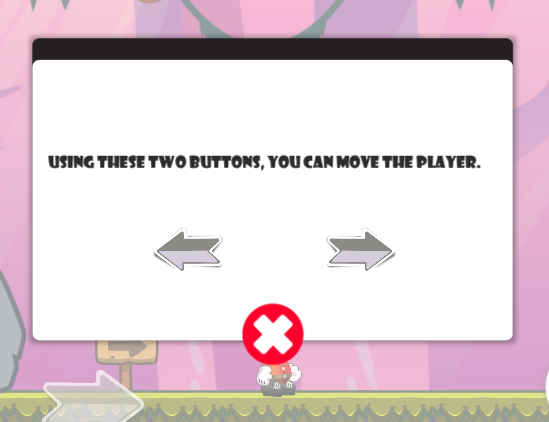 USING THESE TWO BUTTONS, YOU CAN MOVE THE PLAYER.